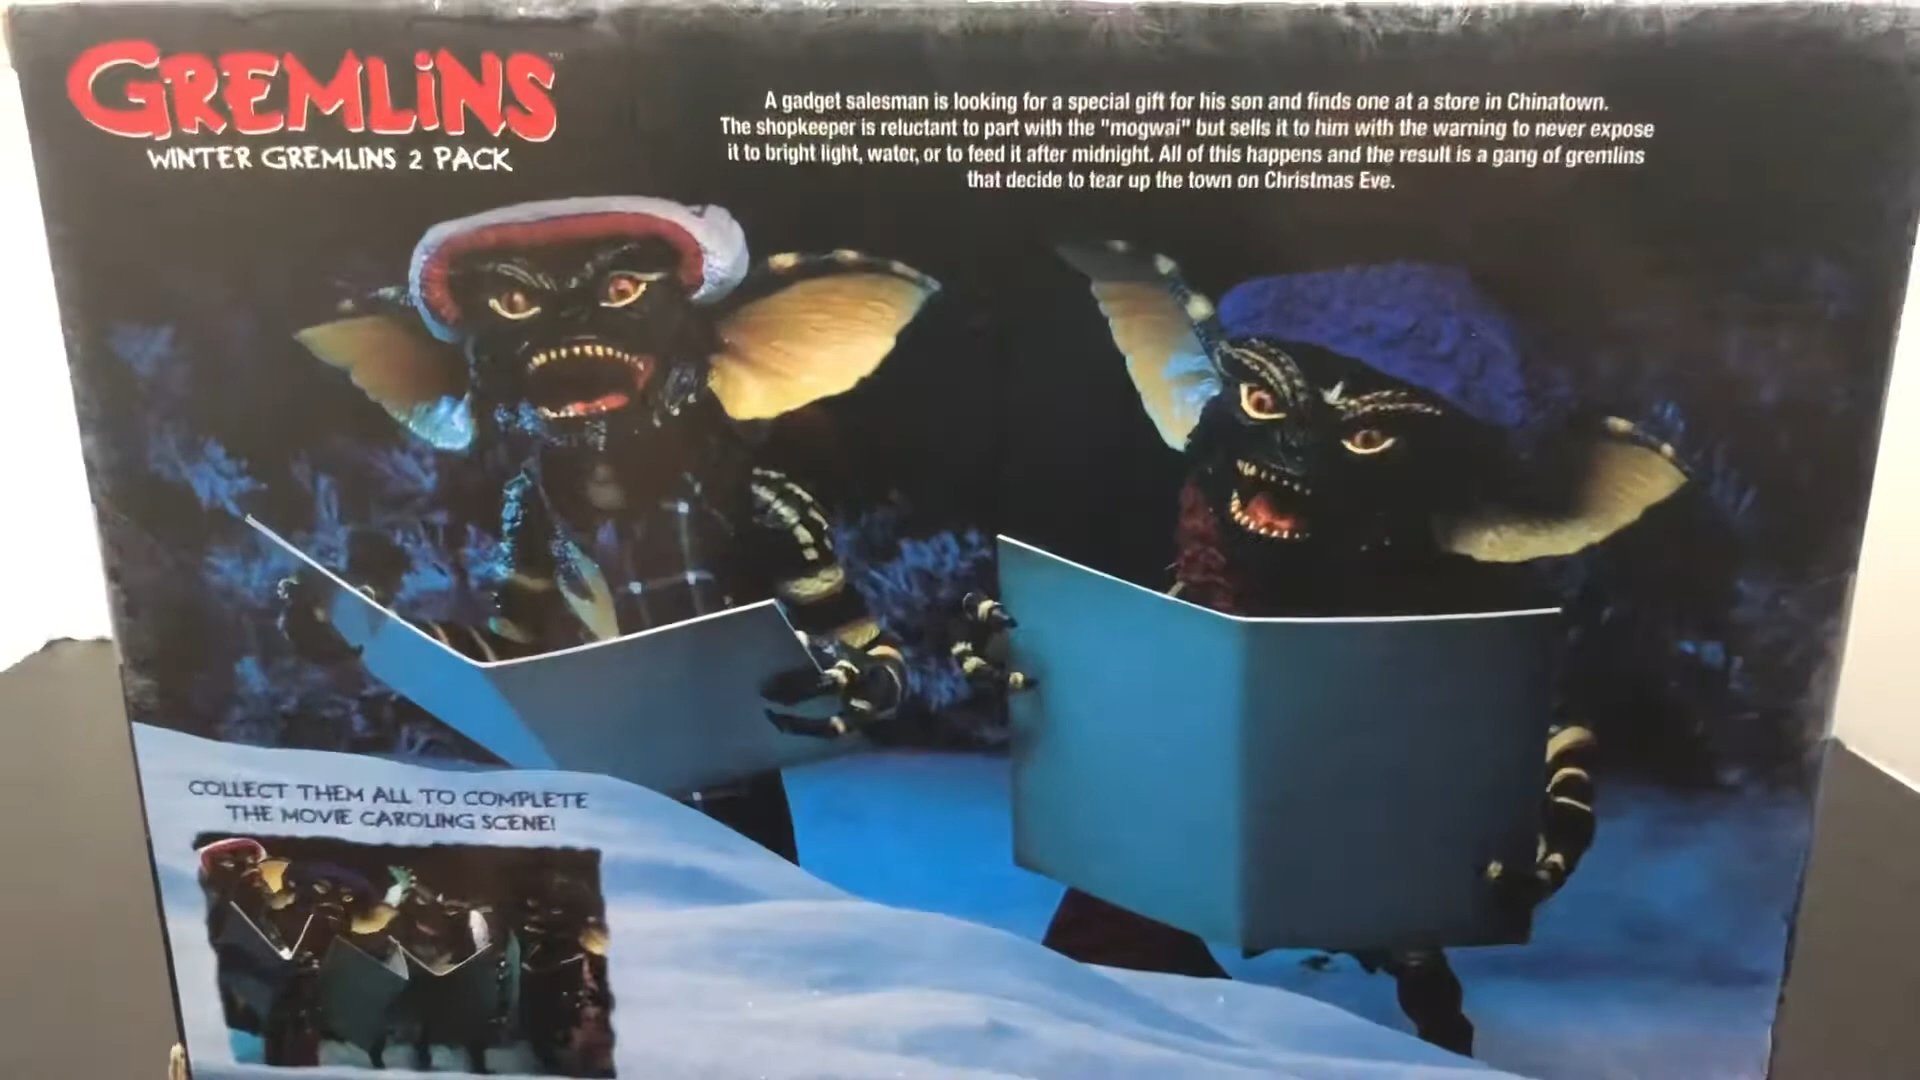 GREMLiNS™
WINTER GREMLINS 2 PACK
A gadget salesman is looking for a special gift for his son and finds one at a store in Chinatown.
The shopkeeper is reluctant to part with the "mogwai" but sells it to him with the warning to never expose
it to bright light, water, or to feed it after midnight. All of this happens and the result is a gang of gremlins
that decide to tear up the town on Christmas Eve.
COLLECT THEM ALL TO COMPLETE
THE MOVIE CAROLING SCENE!